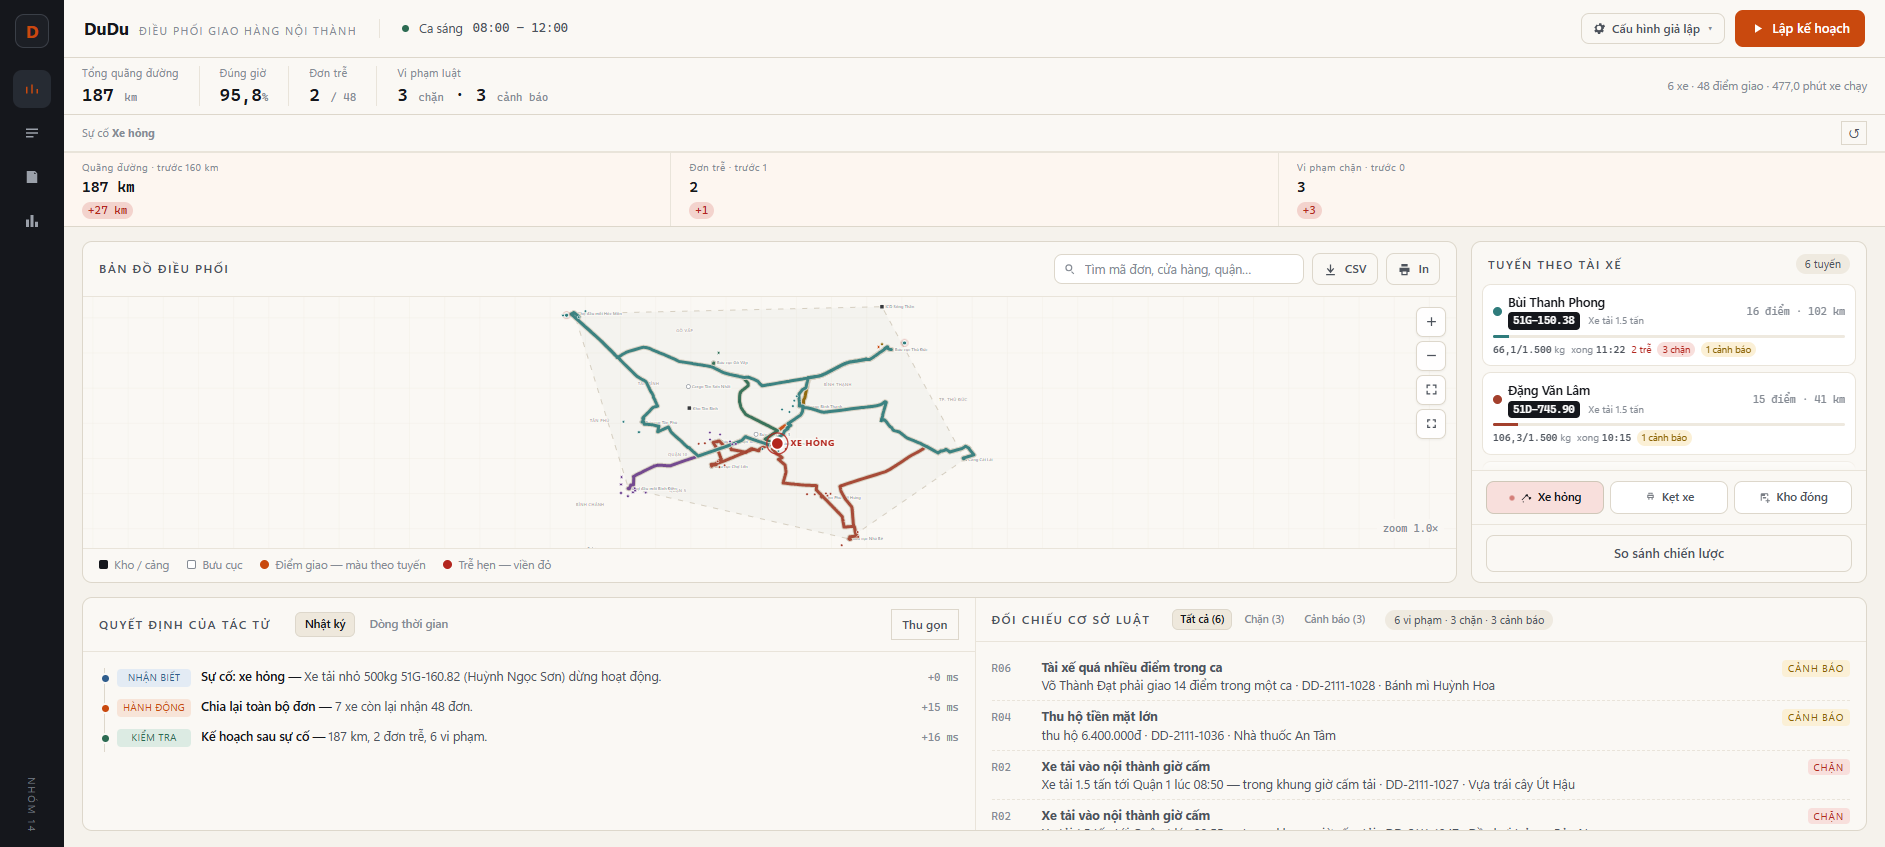 D
DuDu ĐIỀU PHỐI GIAO HÀNG NỘI THÀNH
Ca sáng 08:00 – 12:00
Cấu hình giả lập
Lập kế hoạch
Tổng quãng đường
187 km
Đúng giờ
95,8%
Đơn trễ
2 / 48
Vi phạm luật
3 chặn · 3 cảnh báo
6 xe · 48 điểm giao · 477,0 phút xe chạy
Sự cố Xe hỏng
Quãng đường · trước 160 km
187 km
+27 km
Đơn trễ · trước 1
2
+1
Vi phạm chặn · trước 0
3
+3
BẢN ĐỒ ĐIỀU PHỐI
Tìm mã đơn, cửa hàng, quận...
CSV
In
GÒ VẤP
BÌNH THẠNH
TP. THỦ ĐỨC
TÂN PHÚ
XE HỎNG
BÌNH CHÁNH
zoom 1.0×
Kho / cảng
Bưu cục
Điểm giao — màu theo tuyến
Trễ hẹn — viền đỏ
TUYẾN THEO TÀI XẾ
6 tuyến
Bùi Thanh Phong
16 điểm · 102 km
51G-150.38 Xe tải 1.5 tấn
66,1/1.500 kg xong 11:22 2 trễ 3 chặn 1 cảnh báo
Đặng Văn Lâm
15 điểm · 41 km
51D-745.90 Xe tải 1.5 tấn
106,3/1.500 kg xong 10:15 1 cảnh báo
Xe hỏng
Kẹt xe
Kho đóng
So sánh chiến lược
QUYẾT ĐỊNH CỦA TÁC TỬ
Nhật ký
Dòng thời gian
Thu gọn
NHẬN BIẾT Sự cố: xe hỏng — Xe tải nhỏ 500kg 51G-160.82 (Huỳnh Ngọc Sơn) dừng hoạt động. +0 ms
HÀNH ĐỘNG Chia lại toàn bộ đơn — 7 xe còn lại nhận 48 đơn. +15 ms
KIỂM TRA Kế hoạch sau sự cố — 187 km, 2 đơn trễ, 6 vi phạm. +16 ms
ĐỐI CHIẾU CƠ SỞ LUẬT
Tất cả (6)
Chặn (3)
Cảnh báo (3)
6 vi phạm · 3 chặn · 3 cảnh báo
R06 Tài xế quá nhiều điểm trong ca CẢNH BÁO
Võ Thành Đạt phải giao 14 điểm trong một ca · DD-2111-1028 · Bánh mì Huỳnh Hoa
R04 Thu hộ tiền mặt lớn CẢNH BÁO
thu hộ 6.400.000đ · DD-2111-1036 · Nhà thuốc An Tâm
R02 Xe tải vào nội thành giờ cấm CHẶN
Xe tải 1.5 tấn tới Quận 1 lúc 08:50 — trong khung giờ cấm tải · DD-2111-1027 · Vựa trái cây Út Hậu
R02 Xe tải vào nội thành giờ cấm CHẶN
NHÓM 14